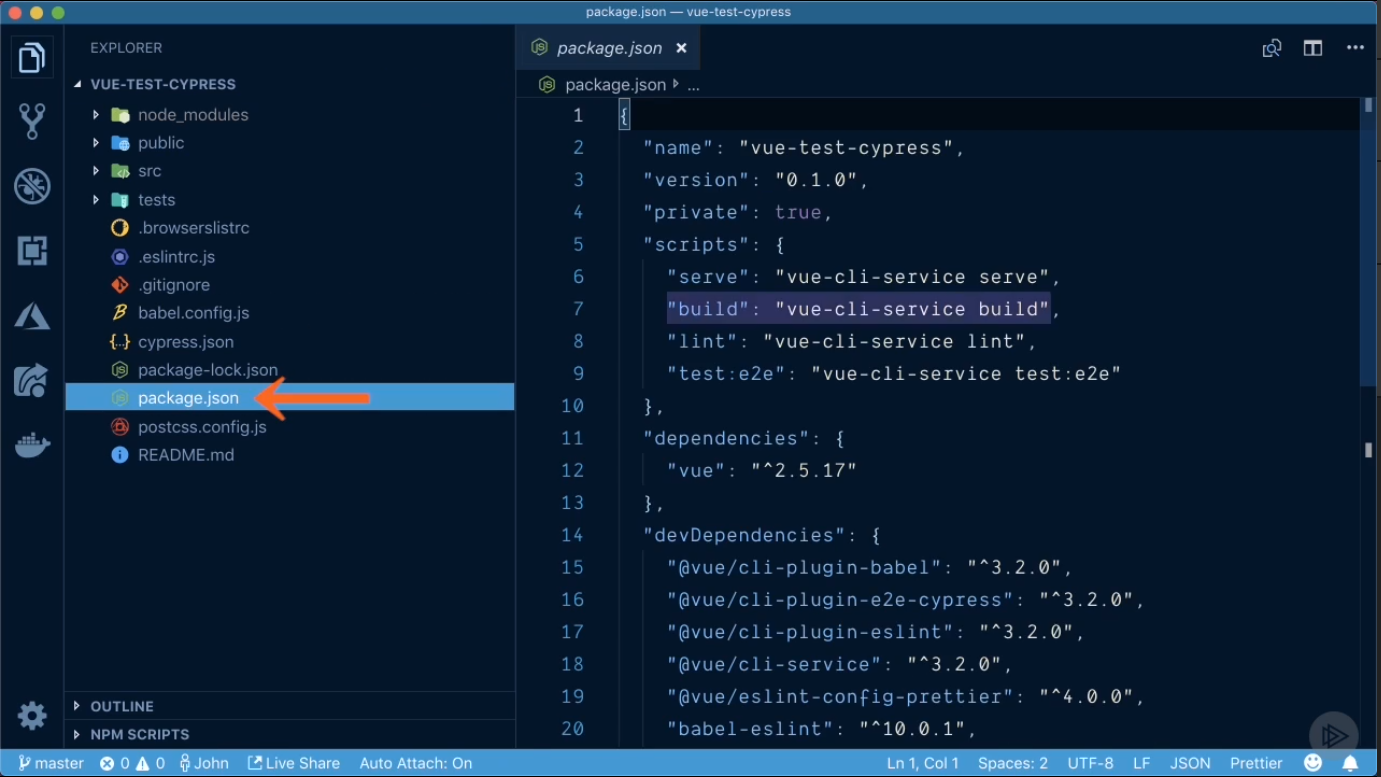 package.json — vue-test-cypress
EXPLORER
VUE-TEST-CYPRESS
node_modules
public
src
tests
.browserslistrc
.eslintrc.js
.gitignore
babel.config.js
cypress.json
package-lock.json
package.json
postcss.config.js
README.md
OUTLINE
NPM SCRIPTS
package.json
package.json ...
1 {
2 "name": "vue-test-cypress",
3 "version": "0.1.0",
4 "private": true,
5 "scripts": {
6 "serve": "vue-cli-service serve",
7 "build": "vue-cli-service build",
8 "lint": "vue-cli-service lint",
9 "test:e2e": "vue-cli-service test:e2e"
10 },
11 "dependencies": {
12 "vue": "^2.5.17"
13 },
14 "devDependencies": {
15 "@vue/cli-plugin-babel": "^3.2.0",
16 "@vue/cli-plugin-e2e-cypress": "^3.2.0",
17 "@vue/cli-plugin-eslint": "^3.2.0",
18 "@vue/cli-service": "^3.2.0",
19 "@vue/eslint-config-prettier": "^4.0.0",
20 "babel-eslint": "^10.0.1",
master 0 0 John Live Share Auto Attach: On Ln 1, Col 1 Spaces: 2 UTF-8 LF JSON Prettier